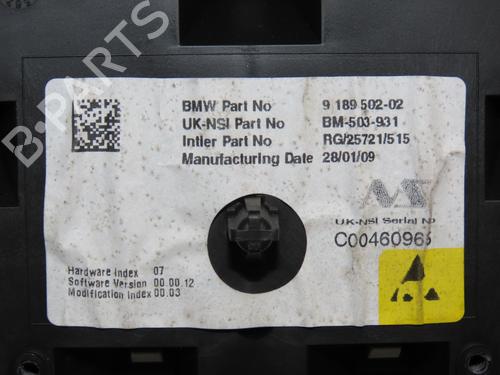 B-PARTS
BMW Part No 9 189 502-02
UK-NSI Part No BM-503-931
Intier Part No RG/25721/515
Manufacturing Date 28/01/09
UK-NSI Serial No
C00460963
Hardware Index 07
Software Version 00.00.12
Modification Index 00.03